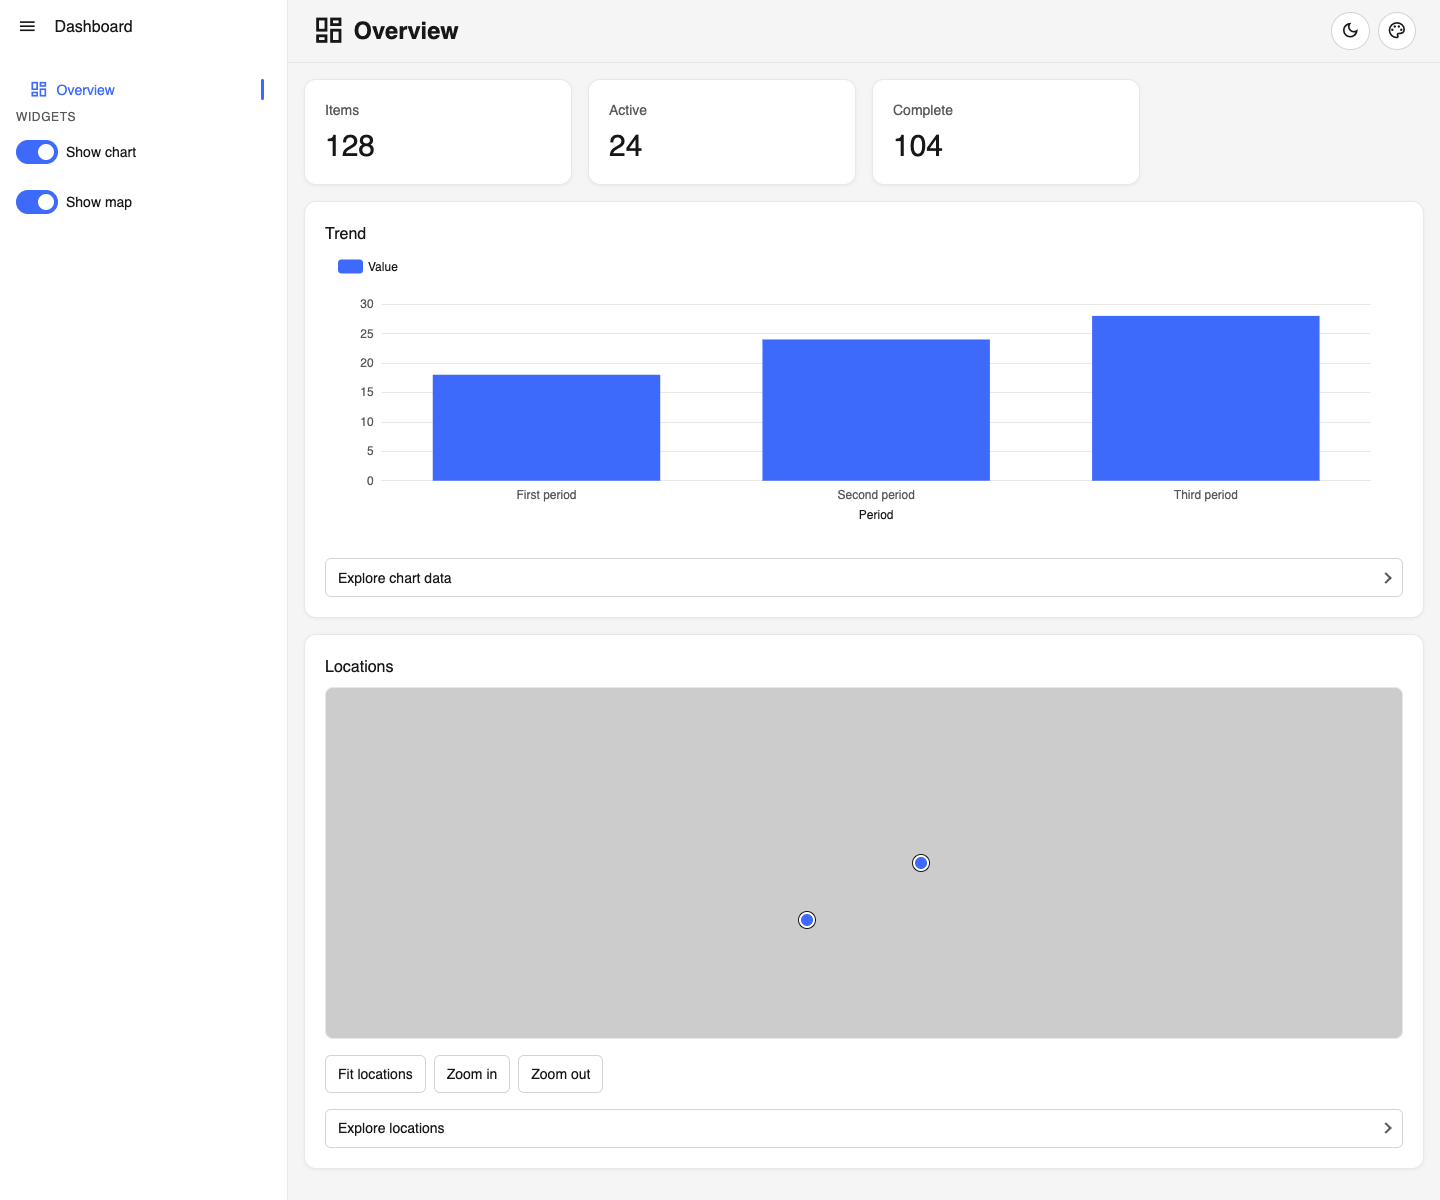 Dashboard
Overview
Overview
WIDGETS
Show chart
Show map
Items
128
Active
24
Complete
104
Trend
Value
30
25
20
15
10
5
0
First period
Second period
Third period
Period
Explore chart data
Locations
Fit locations
Zoom in
Zoom out
Explore locations